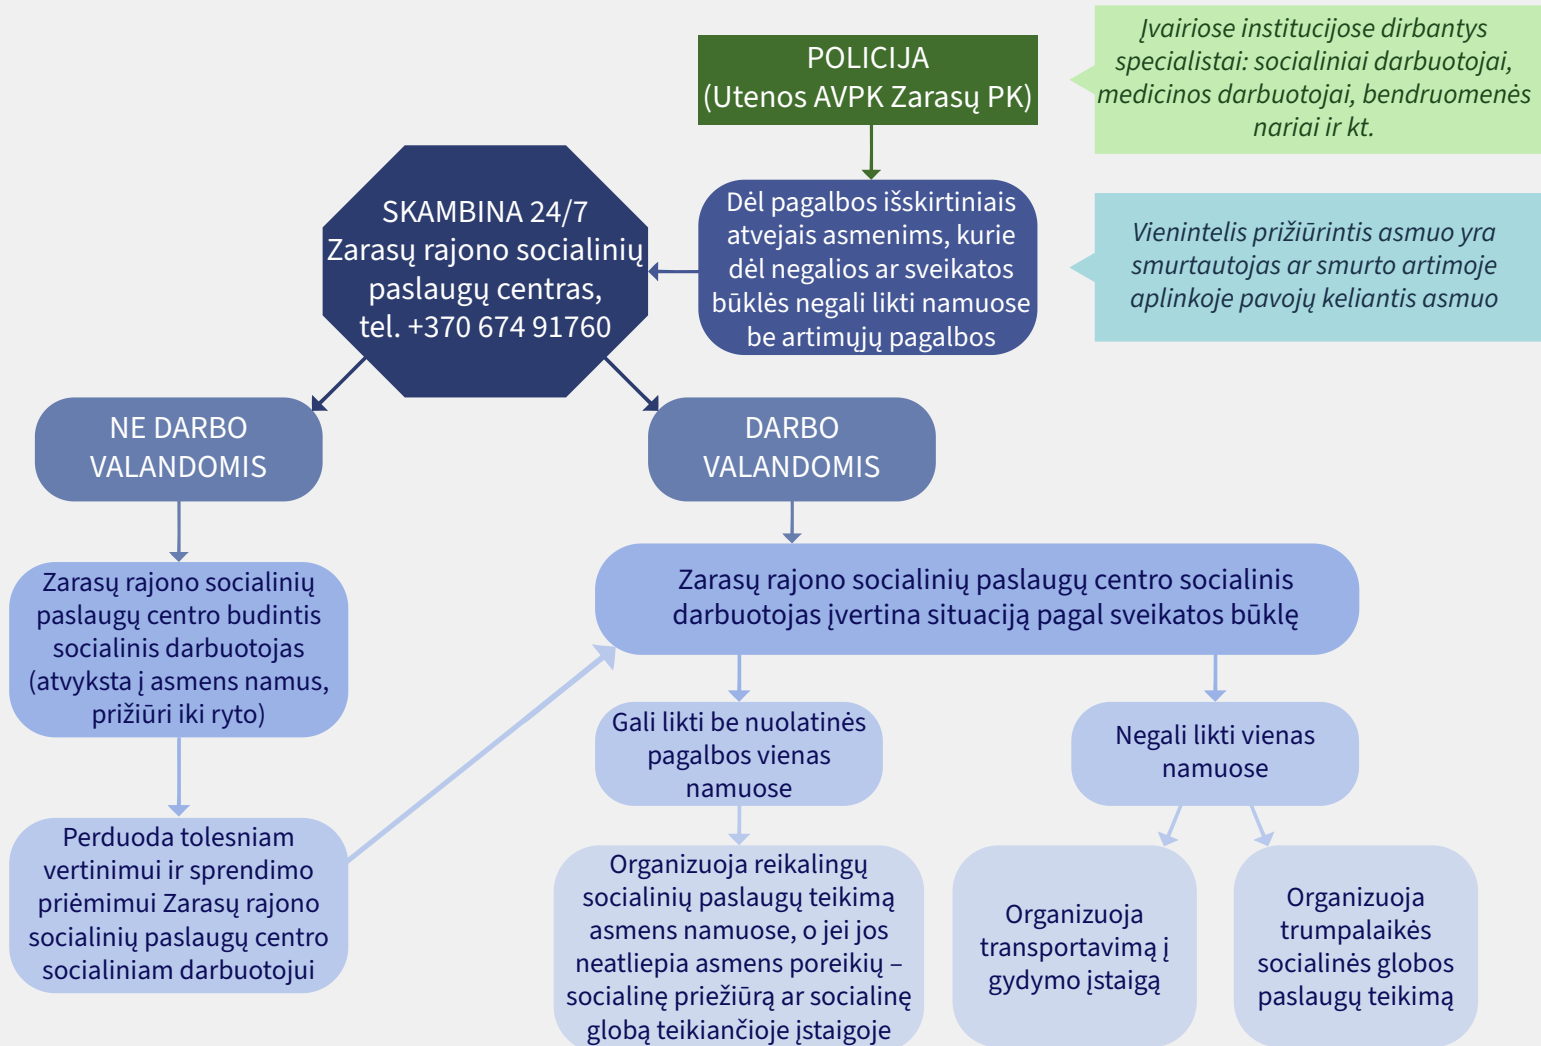 POLICIJA
(Utenos AVPK Zarasų PK)
Įvairiose institucijose dirbantys
specialistai: socialiniai darbuotojai,
medicinos darbuotojai, bendruomenės
nariai ir kt.
SKAMBINA 24/7
Zarasų rajono socialinių
paslaugų centras,
tel. +370 674 91760
Dėl pagalbos išskirtiniais
atvejais asmenims, kurie
dėl negalios ar sveikatos
būklės negali likti namuose
be artimųjų pagalbos
Vienintelis prižiūrintis asmuo yra
smurtautojas ar smurto artimoje
aplinkoje pavojų keliantis asmuo
NE DARBO
VALANDOMIS
DARBO
VALANDOMIS
Zarasų rajono socialinių
paslaugų centro budintis
socialinis darbuotojas
(atvyksta į asmens namus,
prižiūri iki ryto)
Zarasų rajono socialinių paslaugų centro socialinis
darbuotojas įvertina situaciją pagal sveikatos būklę
Gali likti be nuolatinės
pagalbos vienas
namuose
Negali likti vienas
namuose
Perduoda tolesniam
vertinimui ir sprendimo
priėmimui Zarasų rajono
socialinių paslaugų centro
socialiniam darbuotojui
Organizuoja reikalingų
socialinių paslaugų teikimą
asmens namuose, o jei jos
neatliepia asmens poreikių –
socialinę priežiūrą ar socialinę
globą teikiančioje įstaigoje
Organizuoja
transportavimą į
gydymo įstaigą
Organizuoja
trumpalaikės
socialinės globos
paslaugų teikimą